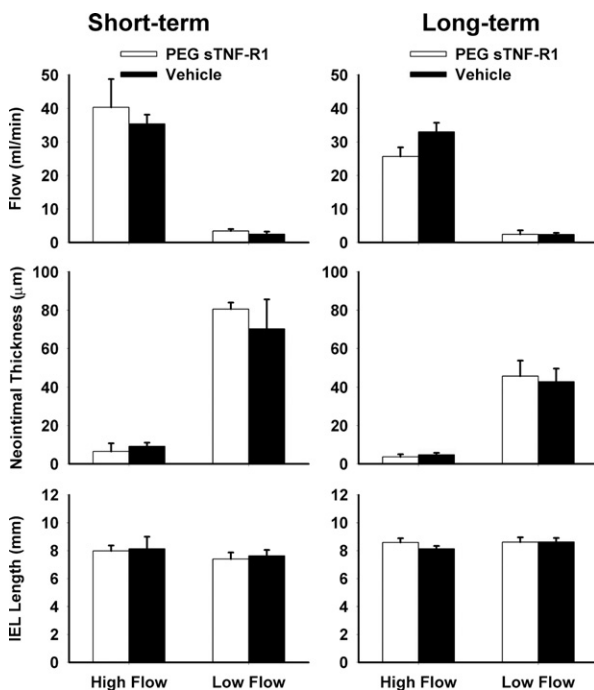 Short-term
Long-term
PEG sTNF-R1
Vehicle
PEG sTNF-R1
Vehicle
Flow (ml/min)
50
40
30
20
10
0
50
40
30
20
10
0
Neointimal Thickness (μm)
100
80
60
40
20
0
100
80
60
40
20
0
IEL Length (mm)
12
10
8
6
4
2
0
12
10
8
6
4
2
0
High Flow
Low Flow
High Flow
Low Flow